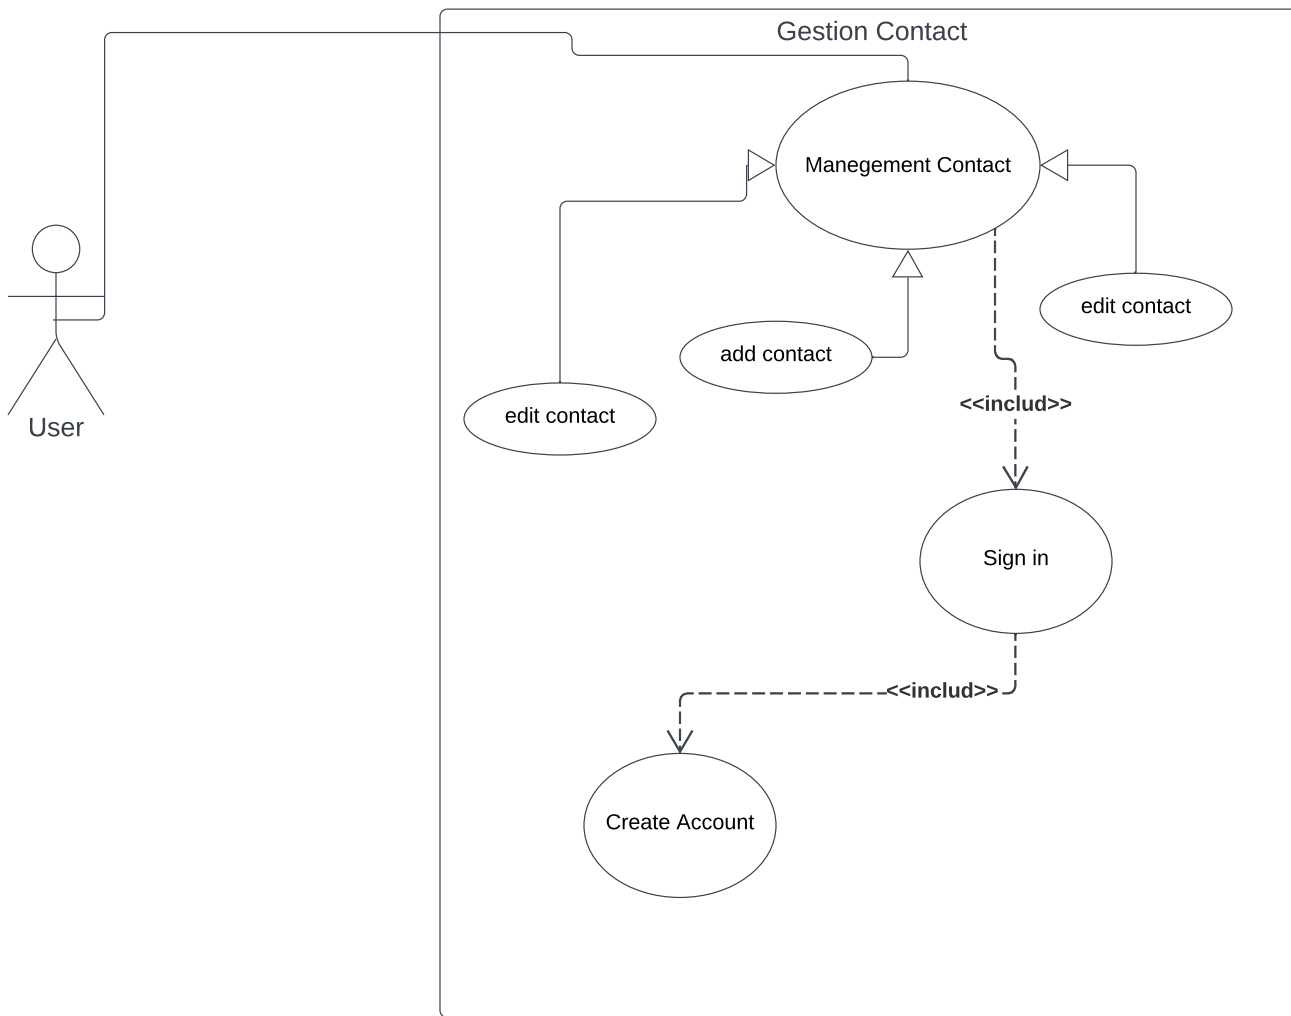 Gestion Contact
Manegement Contact
edit contact
add contact
edit contact
User
<<includ>>
Sign in
<<includ>>
Create Account